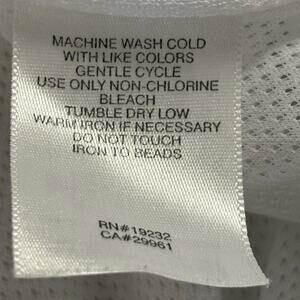 MACHINE WASH COLD
WITH LIKE COLORS
GENTLE CYCLE
USE ONLY NON-CHLORINE
BLEACH
TUMBLE DRY LOW
WARM IRON IF NECESSARY
DO NOT TOUCH
IRON TO BEADS
RN#19232
CA#29961